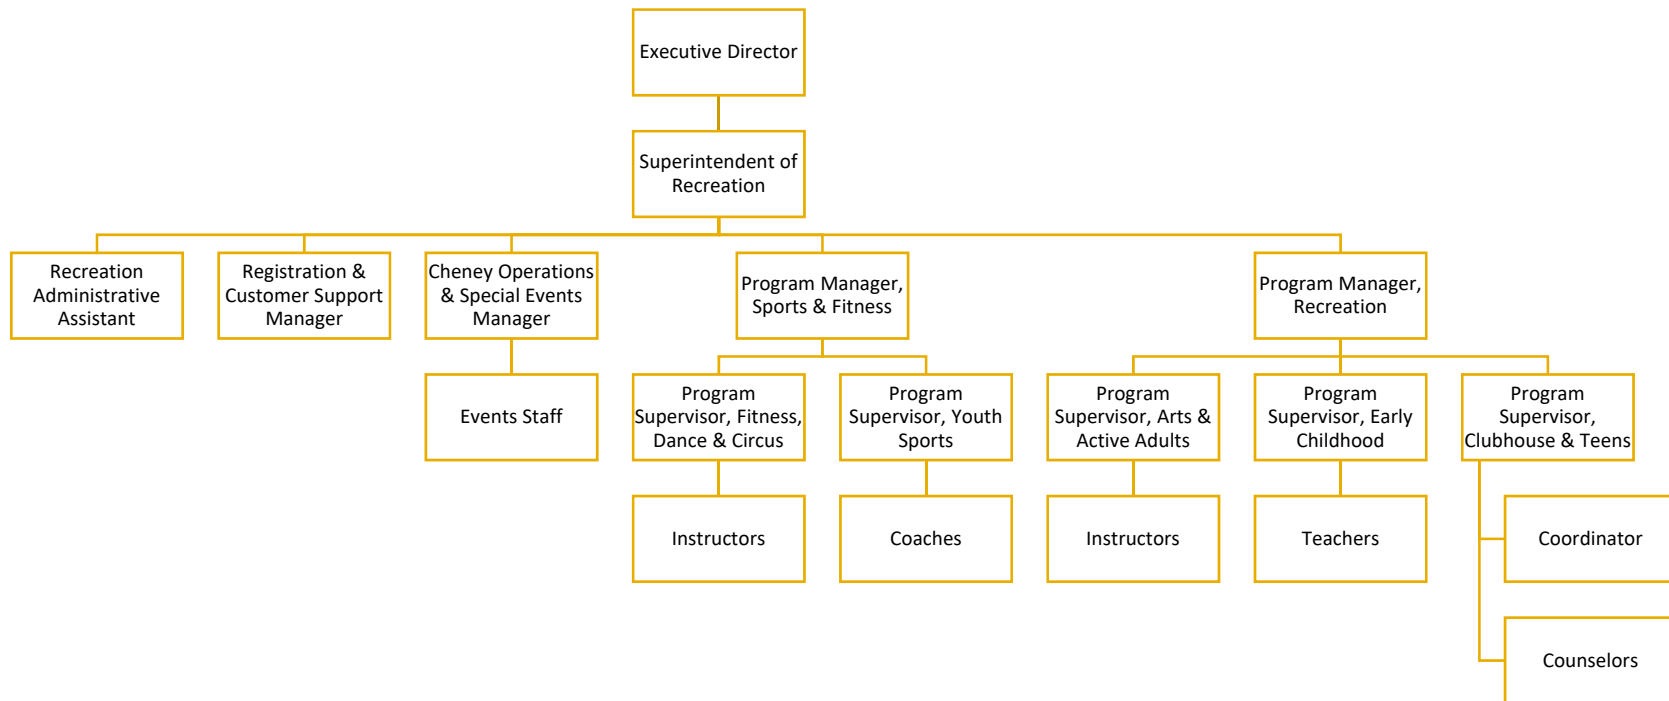 Executive Director
Superintendent of
Recreation
Recreation
Administrative
Assistant
Registration &
Customer Support
Manager
Cheney Operations
& Special Events
Manager
Program Manager,
Sports & Fitness
Program Manager,
Recreation
Events Staff
Program
Supervisor, Fitness,
Dance & Circus
Program
Supervisor, Youth
Sports
Program
Supervisor, Arts &
Active Adults
Program
Supervisor, Early
Childhood
Program
Supervisor,
Clubhouse & Teens
Instructors
Coaches
Instructors
Teachers
Coordinator
Counselors